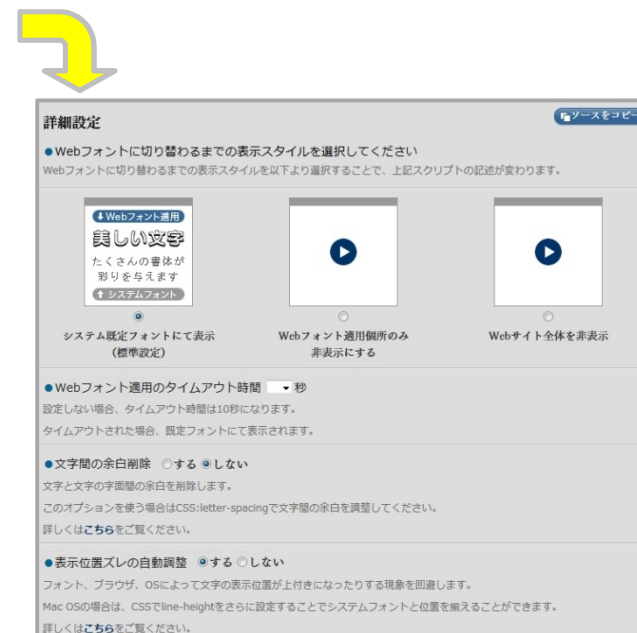 詳細設定
ソースをコピー
●Webフォントに切り替わるまでの表示スタイルを選択してください
Webフォントに切り替わるまでの表示スタイルを以下より選択することで、上記スクリプトの記述が変わります。
Webフォント適用
美しい文字
たくさんの書体が
彩りを与えます
システムフォント
システム既定フォントにて表示
(標準設定)
Webフォント適用個所のみ
非表示にする
Webサイト全体を非表示
●Webフォント適用のタイムアウト時間 秒
設定しない場合、タイムアウト時間は10秒になります。
タイムアウトされた場合、既定フォントにて表示されます。
●文字間の余白削除 する しない
文字と文字の字面間の余白を削除します。
このオプションを使う場合はCSS:letter-spacingで文字間の余白を調整してください。
詳しくはこちらをご覧ください。
●表示位置ズレの自動調整 する しない
フォント、ブラウザ、OSによって文字の表示位置が上付きになったりする現象を回避します。
Mac OSの場合は、CSSでline-heightをさらに設定することでシステムフォントと位置を揃えることができます。
詳しくはこちらをご覧ください。